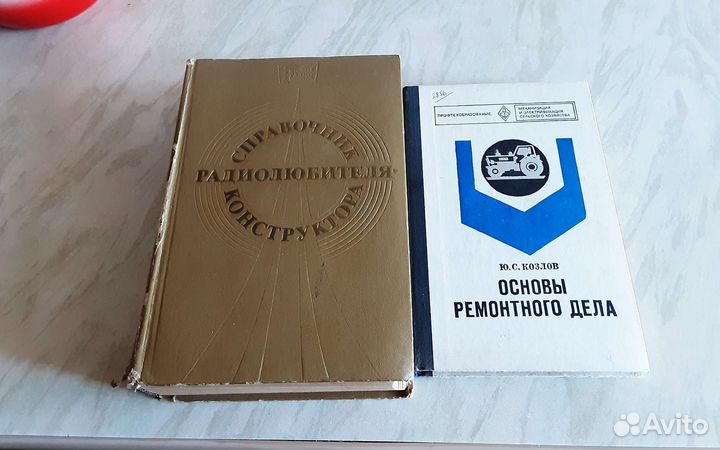 СПРАВОЧНИК
РАДИОЛЮБИТЕЛЯ-
КОНСТРУКТОРА
ПРОФТЕХОБРАЗОВАНИЕ
МЕХАНИЗАЦИЯ
И ЭЛЕКТРИФИКАЦИЯ
СЕЛЬСКОГО ХОЗЯЙСТВА
Ю.С.КОЗЛОВ
ОСНОВЫ
РЕМОНТНОГО ДЕЛА
Avito